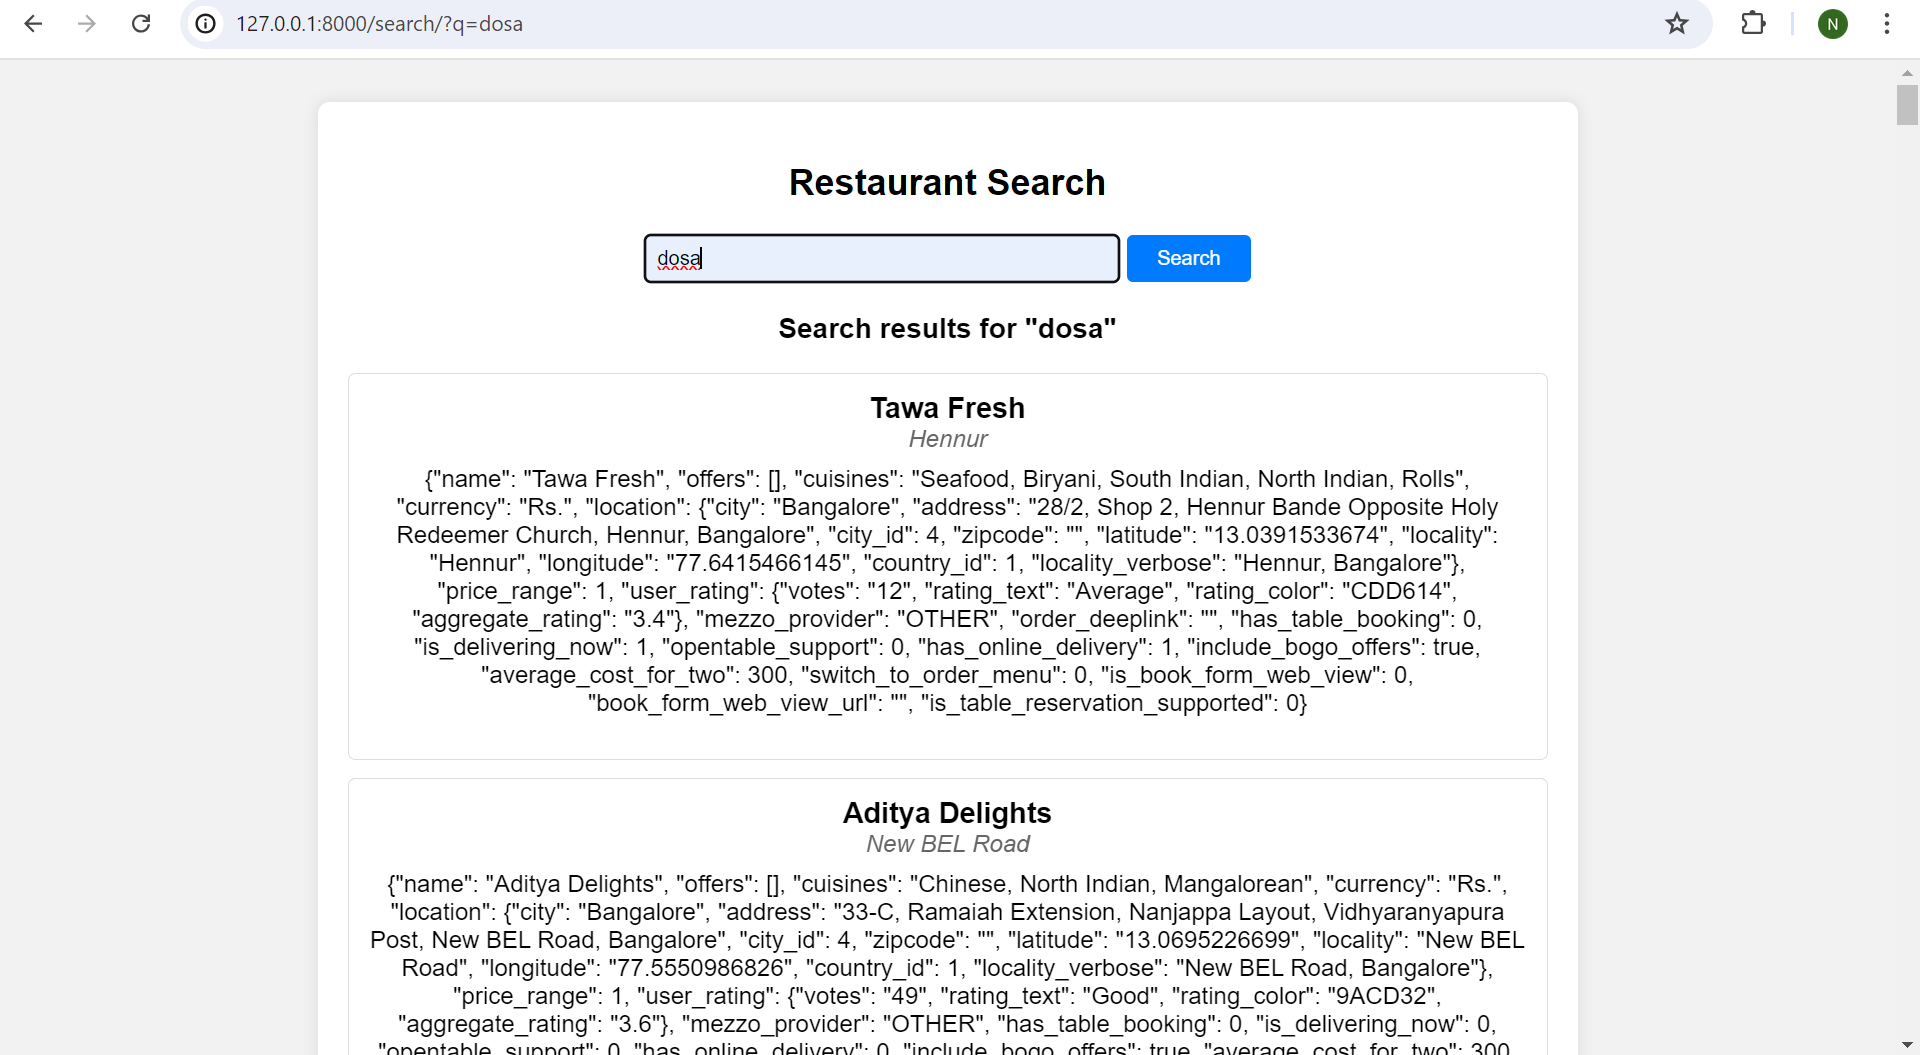 127.0.0.1:8000/search/?q=dosa
N
Restaurant Search
dosa
Search
Search results for "dosa"
Tawa Fresh
Hennur
{"name": "Tawa Fresh", "offers": [], "cuisines": "Seafood, Biryani, South Indian, North Indian, Rolls",
"currency": "Rs.", "location": {"city": "Bangalore", "address": "28/2, Shop 2, Hennur Bande Opposite Holy
Redeemer Church, Hennur, Bangalore", "city_id": 4, "zipcode": "", "latitude": "13.0391533674", "locality":
"Hennur", "longitude": "77.6415466145", "country_id": 1, "locality_verbose": "Hennur, Bangalore"},
"price_range": 1, "user_rating": {"votes": "12", "rating_text": "Average", "rating_color": "CDD614",
"aggregate_rating": "3.4"}, "mezzo_provider": "OTHER", "order_deeplink": "", "has_table_booking": 0,
"is_delivering_now": 1, "opentable_support": 0, "has_online_delivery": 1, "include_bogo_offers": true,
"average_cost_for_two": 300, "switch_to_order_menu": 0, "is_book_form_web_view": 0,
"book_form_web_view_url": "", "is_table_reservation_supported": 0}
Aditya Delights
New BEL Road
{"name": "Aditya Delights", "offers": [], "cuisines": "Chinese, North Indian, Mangalorean", "currency": "Rs.",
"location": {"city": "Bangalore", "address": "33-C, Ramaiah Extension, Nanjappa Layout, Vidhyaranyapura
Post, New BEL Road, Bangalore", "city_id": 4, "zipcode": "", "latitude": "13.0695226699", "locality": "New BEL
Road", "longitude": "77.5550986826", "country_id": 1, "locality_verbose": "New BEL Road, Bangalore"},
"price_range": 1, "user_rating": {"votes": "49", "rating_text": "Good", "rating_color": "9ACD32",
"aggregate_rating": "3.6"}, "mezzo_provider": "OTHER", "has_table_booking": 0, "is_delivering_now": 0,
"opentable_support": 0, "has_online_delivery": 0, "include_bogo_offers": true, "average_cost_for_two": 300,